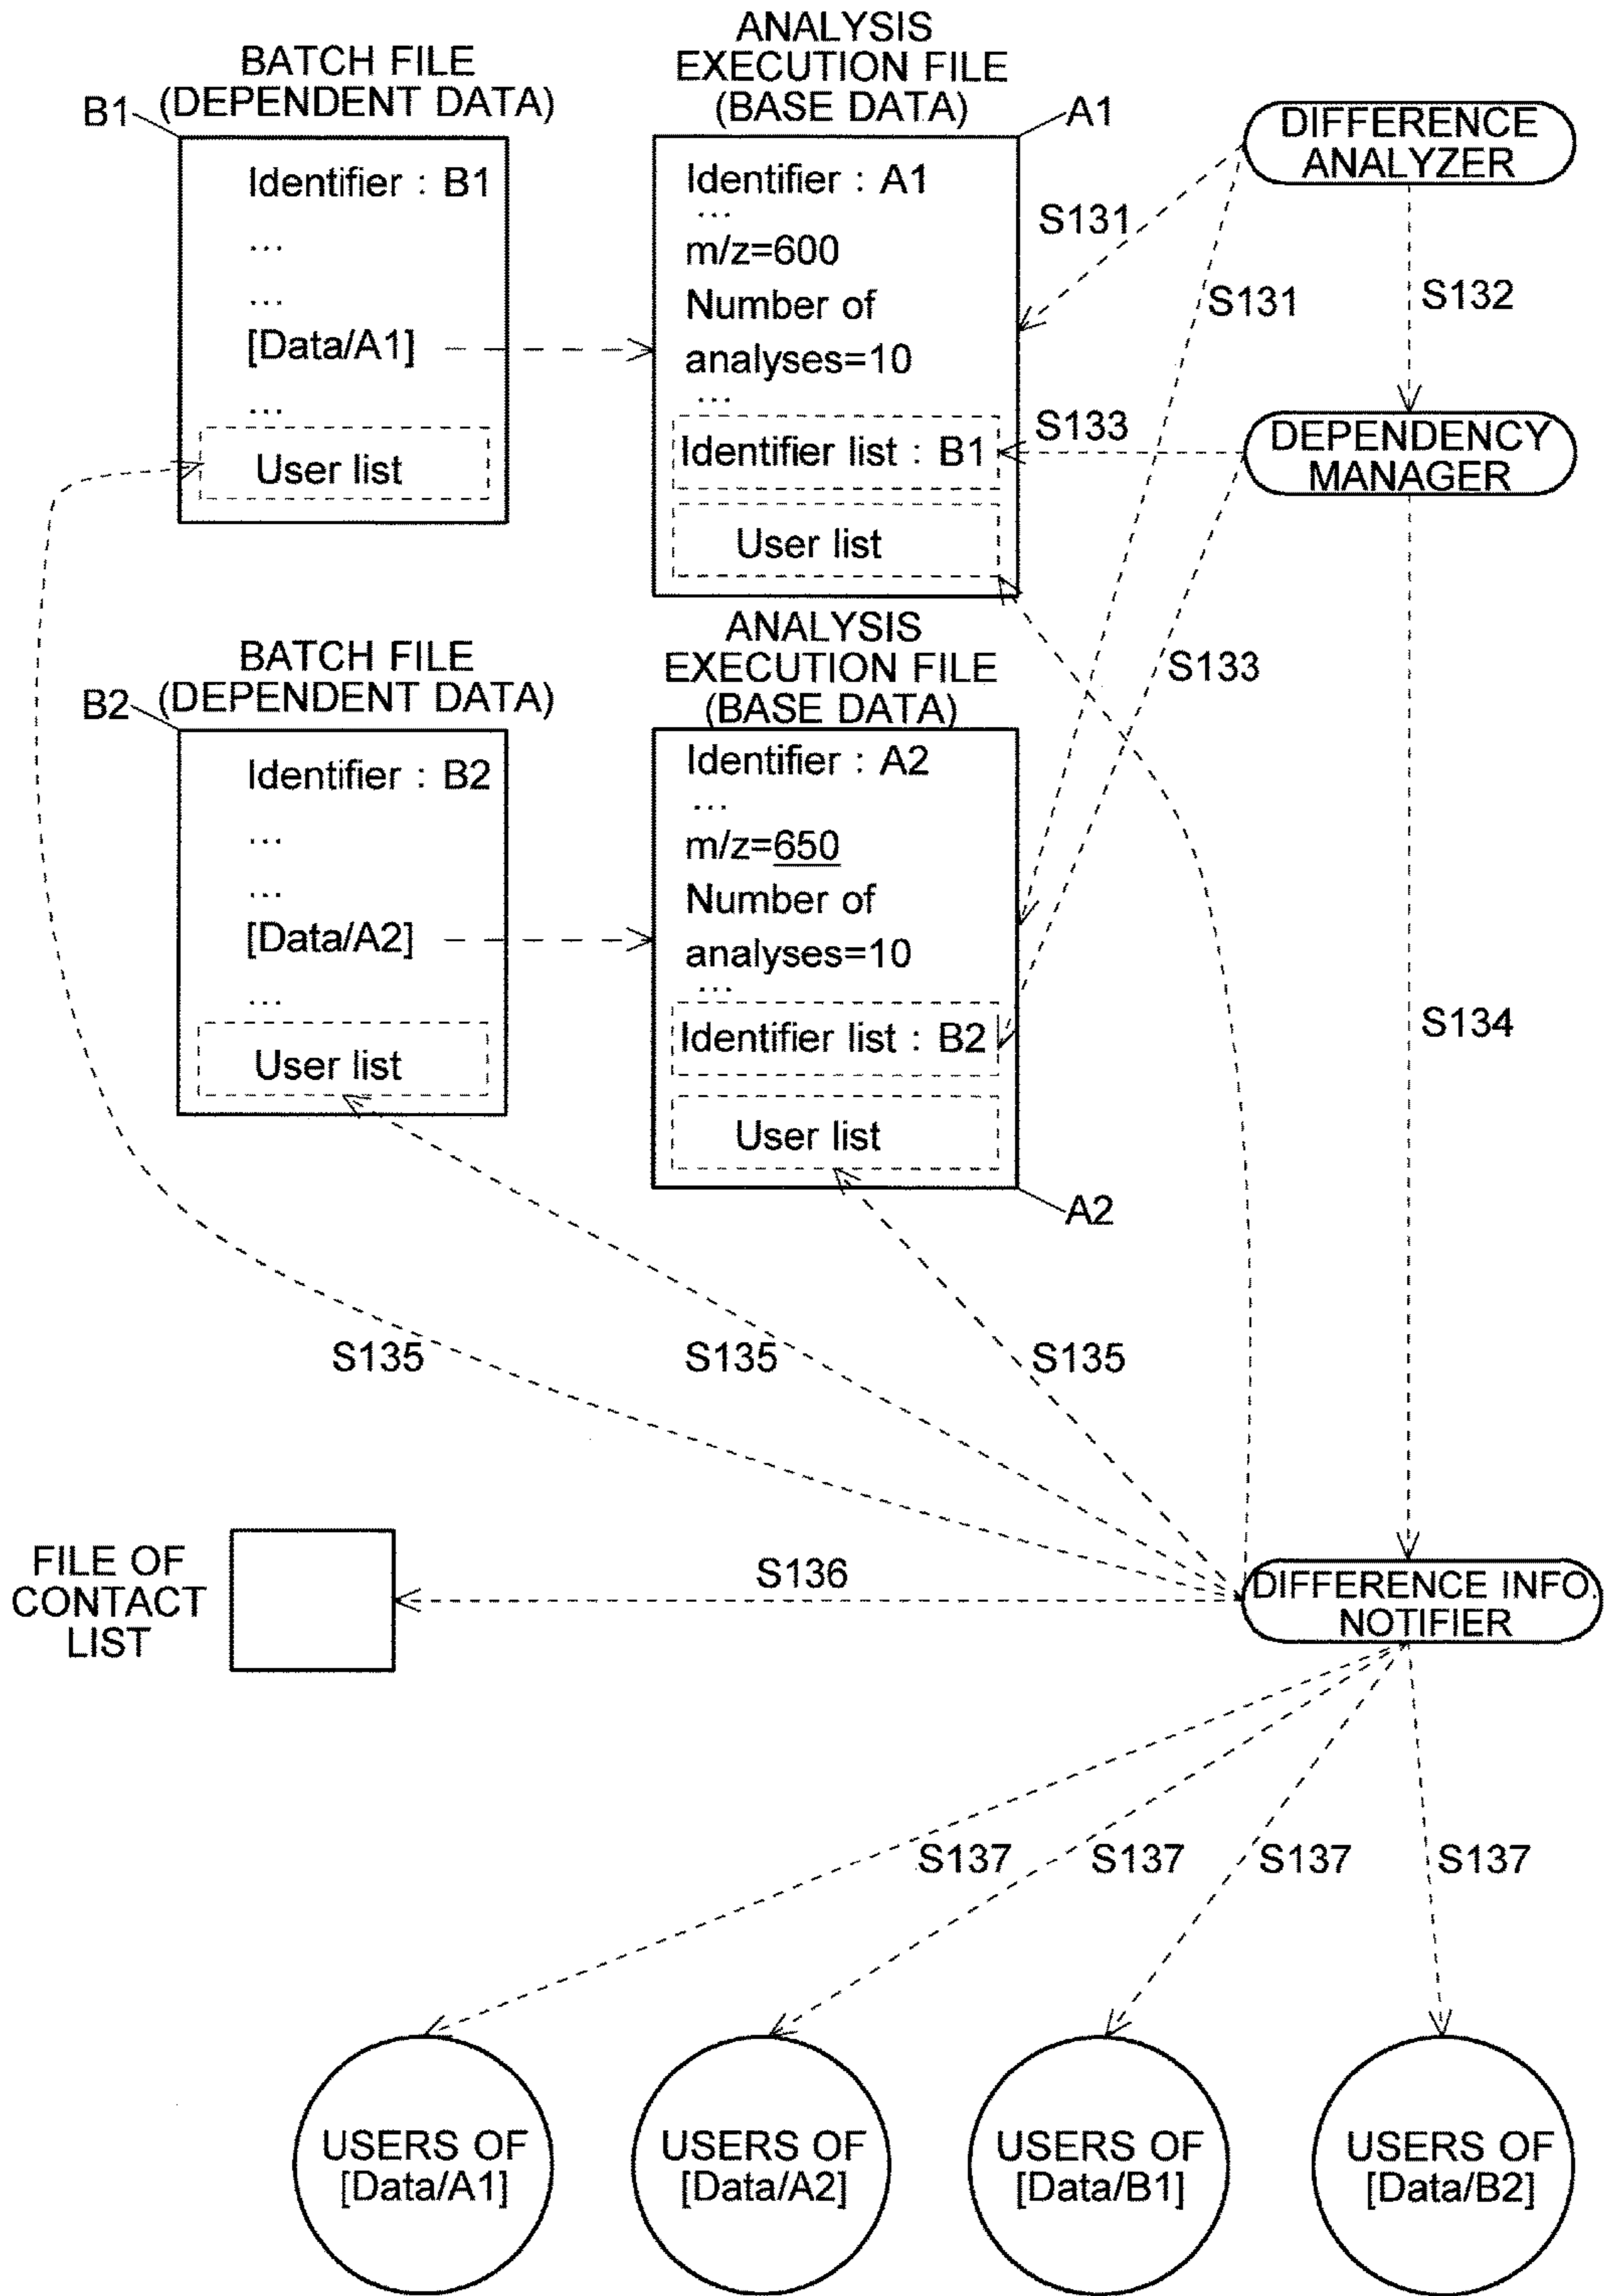 BATCH FILE
(DEPENDENT DATA)
B1
Identifier : B1
...
...
[Data/A1]
...
User list
ANALYSIS
EXECUTION FILE
(BASE DATA)
A1
Identifier : A1
...
m/z=600
Number of
analyses=10
...
Identifier list : B1
User list
DIFFERENCE
ANALYZER
S131
S131
S132
S133
DEPENDENCY
MANAGER
S133
S134
BATCH FILE
(DEPENDENT DATA)
B2
Identifier : B2
...
...
[Data/A2]
...
User list
ANALYSIS
EXECUTION FILE
(BASE DATA)
Identifier : A2
...
m/z=650
Number of
analyses=10
...
Identifier list : B2
User list
A2
S135
S135
S135
FILE OF
CONTACT
LIST
S136
DIFFERENCE INFO.
NOTIFIER
S137
S137
S137
S137
USERS OF
[Data/A1]
USERS OF
[Data/A2]
USERS OF
[Data/B1]
USERS OF
[Data/B2]